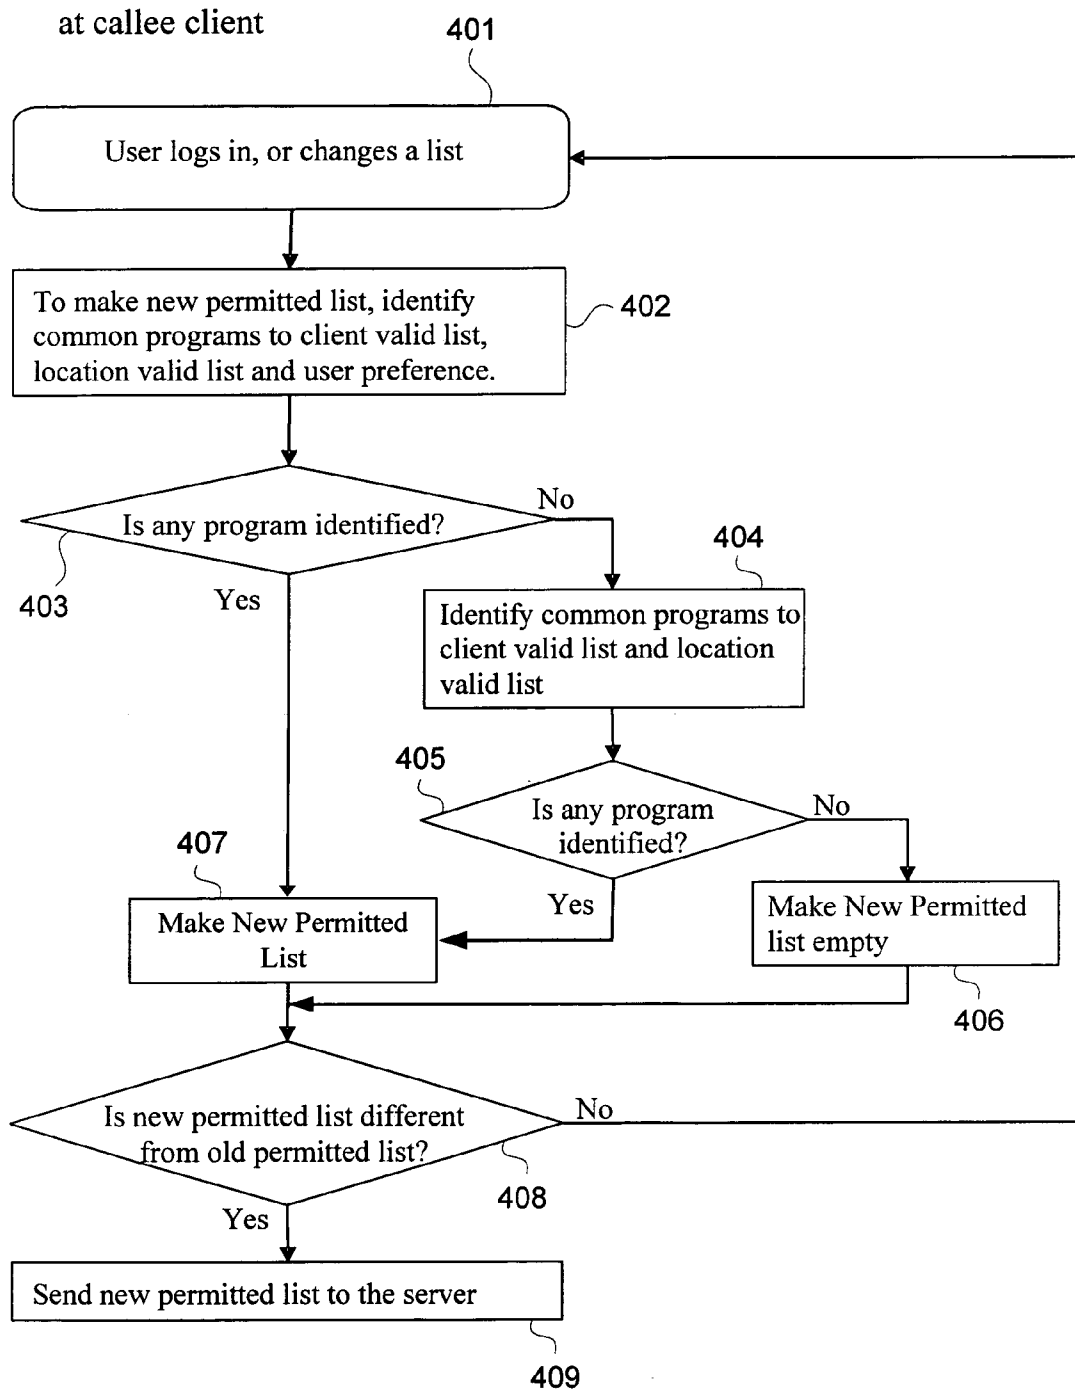 at callee client
401
User logs in, or changes a list
To make new permitted list, identify
common programs to client valid list,
location valid list and user preference.
402
Is any program identified?
No
403
Yes
404
Identify common programs to
client valid list and location
valid list
405
Is any program
identified?
No
Yes
407
Make New Permitted
List
Make New Permitted
list empty
406
Is new permitted list different
from old permitted list?
No
408
Yes
Send new permitted list to the server
409